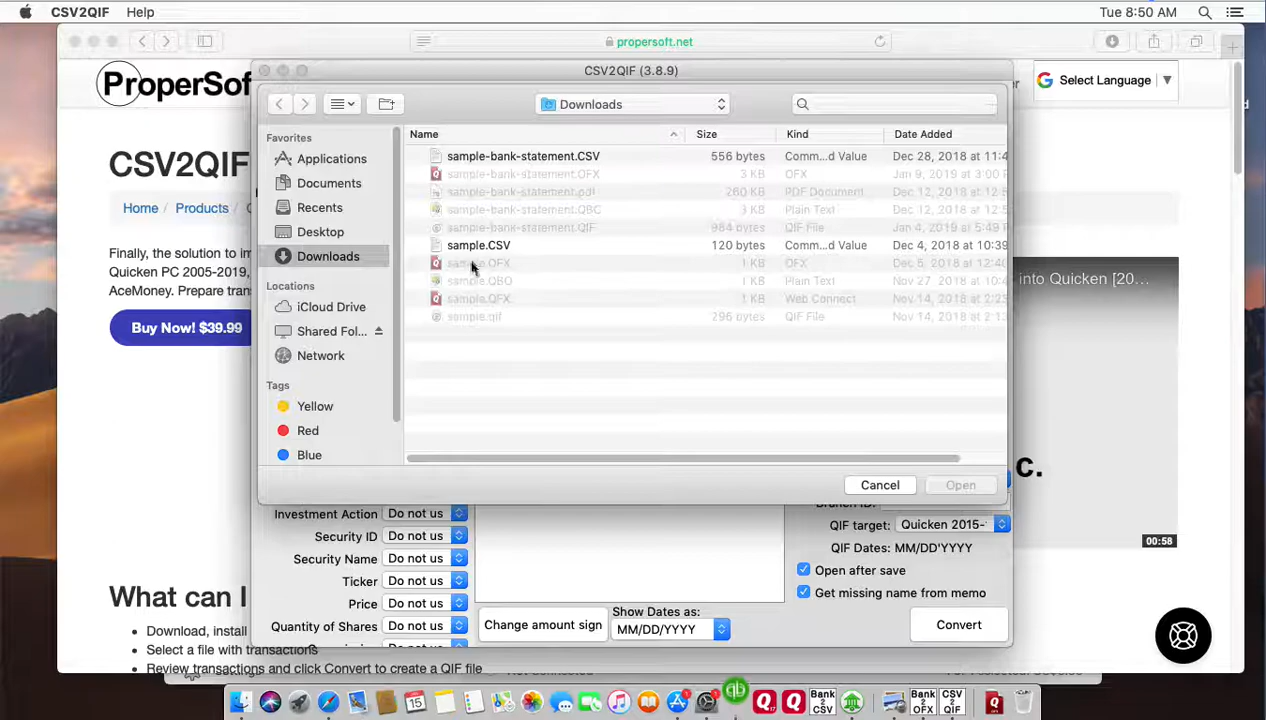 CSV2QIF Help Tue 8:50 AM
propersoft.net
ProperSof
CSV2QIF (3.8.9)
Select Language
Downloads
CSV2QIF
Favorites
Name Size Kind Date Added
Applications
sample-bank-statement.CSV 556 bytes Comm...d Value Dec 28, 2018 at 11:4
sample-bank-statement.OFX 3 KB OFX Jan 9, 2019 at 3:00
Documents
sample-bank-statement.pdf 260 KB PDF Document Dec 12, 2018 at 12:5
Home Products
Recents
sample-bank-statement.QBO 3 KB Plain Text Dec 12, 2018 at 12:5
Desktop
sample-bank-statement.QIF 984 bytes QIF File Jan 4, 2019 at 5:49
sample.CSV 120 bytes Comm...d Value Dec 4, 2018 at 10:39
Finally, the solution to im
Downloads
sample.OFX 1 KB OFX Dec 5, 2018 at 12:40
Quicken PC 2005-2019,
sample.QBO 1 KB Plain Text Nov 27, 2018 at
into Quicken [20...
AceMoney. Prepare tran
Locations
sample.QFX 1 KB Web Connect Nov 14, 2018 at 2:23
iCloud Drive
sample.qif 296 bytes QIF File Nov 14, 2018 at 2:13
Buy Now! $39.99
Shared Fol...
Network
Tags
Yellow
Red
Blue
c.
Cancel Open
Branch ID:
Investment Action Do not us
QIF target: Quicken 2015-
Security ID Do not us
QIF Dates: MM/DD'YYYY
00:58
Security Name Do not us
Open after save
Ticker Do not us
Get missing name from memo
What can I
Price Do not us
Show Dates as:
Quantity of Shares Do not us
Change amount sign
MM/DD/YYYY
Convert
Download, install
Select a file with transactions
Review transactions and click Convert to create a QIF file
15
qb
Bank 2 CSV
Bank 2 OFX
CSV 2 QIF